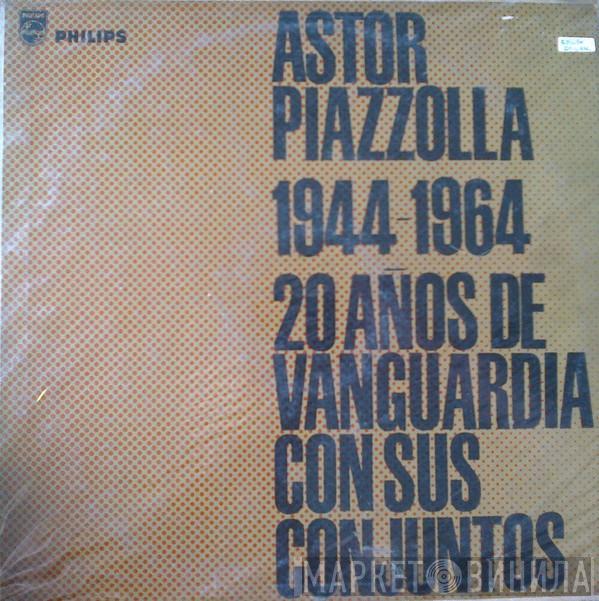 PHILIPS
ASTOR
PIAZZOLLA
1944-1964
20 AÑOS DE
VANGUARDIA
CON SUS
CONJUNTOS
МАРКЕТ ВИНИЛА